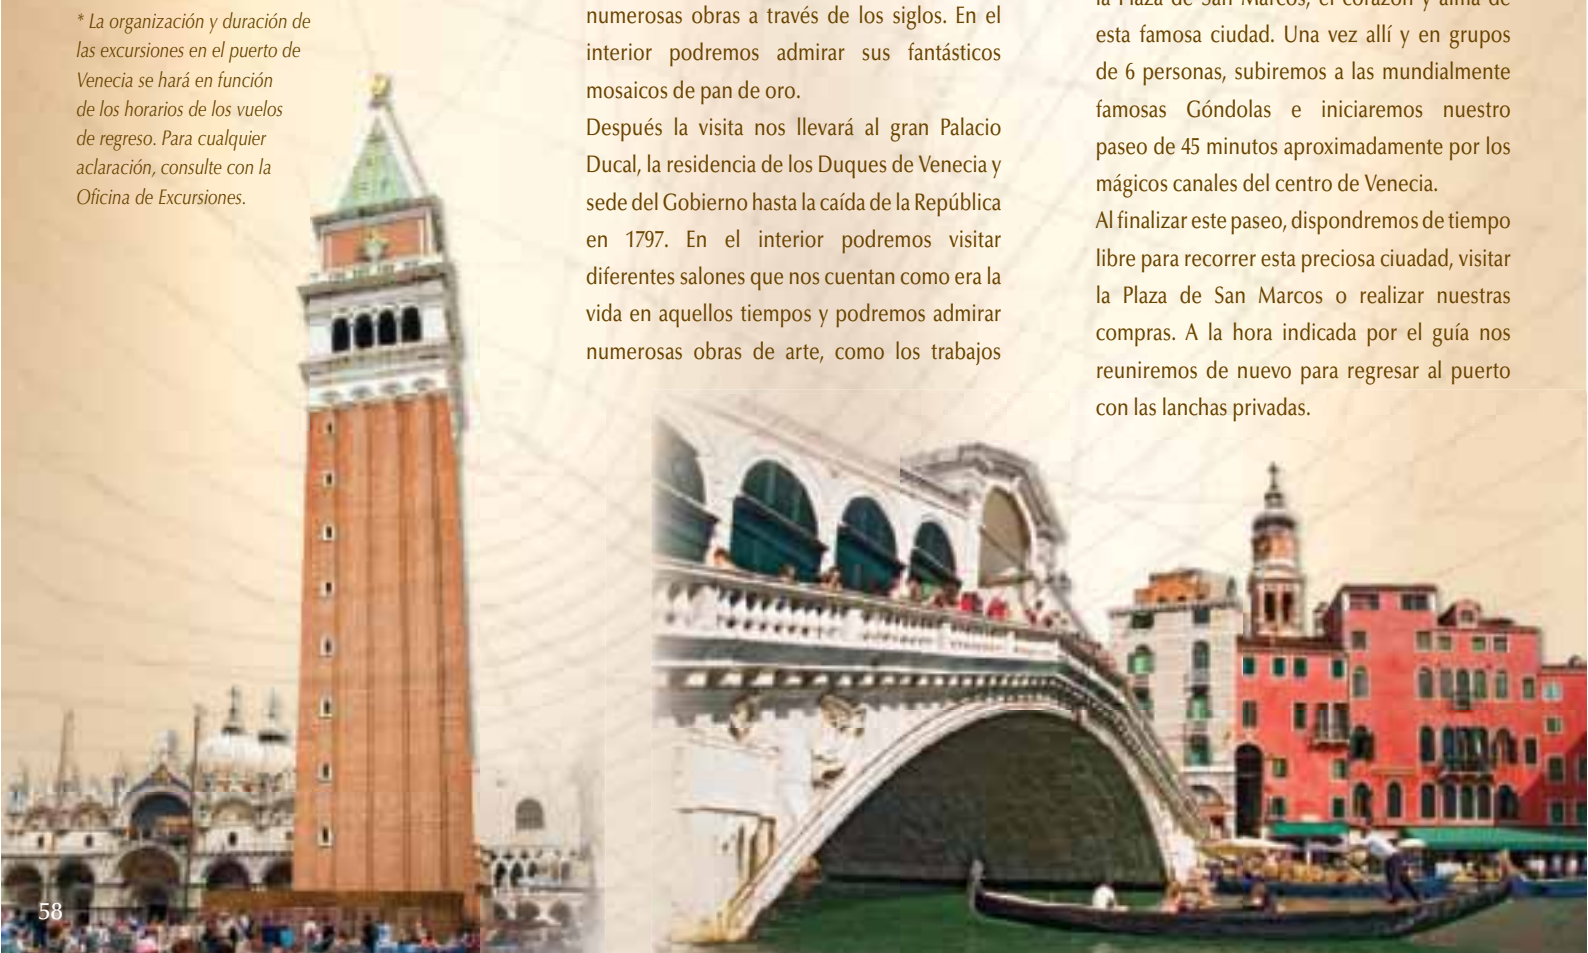 * La organización y duración de
las excursiones en el puerto de
Venecia se hará en función
de los horarios de los vuelos
de regreso. Para cualquier
aclaración, consulte con la
Oficina de Excursiones.
numerosas obras a través de los siglos. En el
interior podremos admirar sus fantásticos
mosaicos de pan de oro.
Después la visita nos llevará al gran Palacio
Ducal, la residencia de los Duques de Venecia y
sede del Gobierno hasta la caída de la República
en 1797. En el interior podremos visitar
diferentes salones que nos cuentan como era la
vida en aquellos tiempos y podremos admirar
numerosas obras de arte, como los trabajos
la Plaza de San Marcos, el corazón y alma de
esta famosa ciudad. Una vez allí y en grupos
de 6 personas, subiremos a las mundialmente
famosas Góndolas e iniciaremos nuestro
paseo de 45 minutos aproximadamente por los
mágicos canales del centro de Venecia.
Al finalizar este paseo, dispondremos de tiempo
libre para recorrer esta preciosa ciuadad, visitar
la Plaza de San Marcos o realizar nuestras
compras. A la hora indicada por el guía nos
reuniremos de nuevo para regresar al puerto
con las lanchas privadas.
58